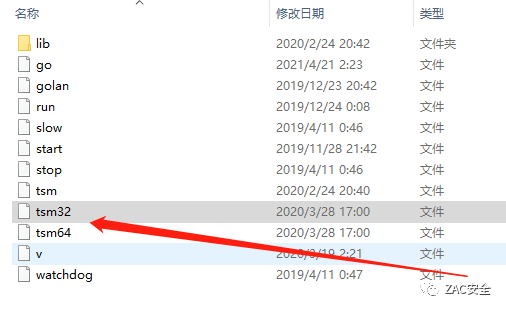 名称 修改日期 类型
lib 2020/2/24 20:42 文件夹
go 2021/4/21 2:23 文件
golan 2019/12/23 20:42 文件
run 2019/12/24 0:08 文件
slow 2019/4/11 0:46 文件
start 2019/11/28 21:42 文件
stop 2019/4/11 0:46 文件
tsm 2020/2/24 20:40 文件
tsm32 2020/3/28 17:00 文件
tsm64 2020/3/28 17:00 文件
v 2020/3/19 2:21 文件
watchdog 2019/4/11 0:47 文件
ZAC安全